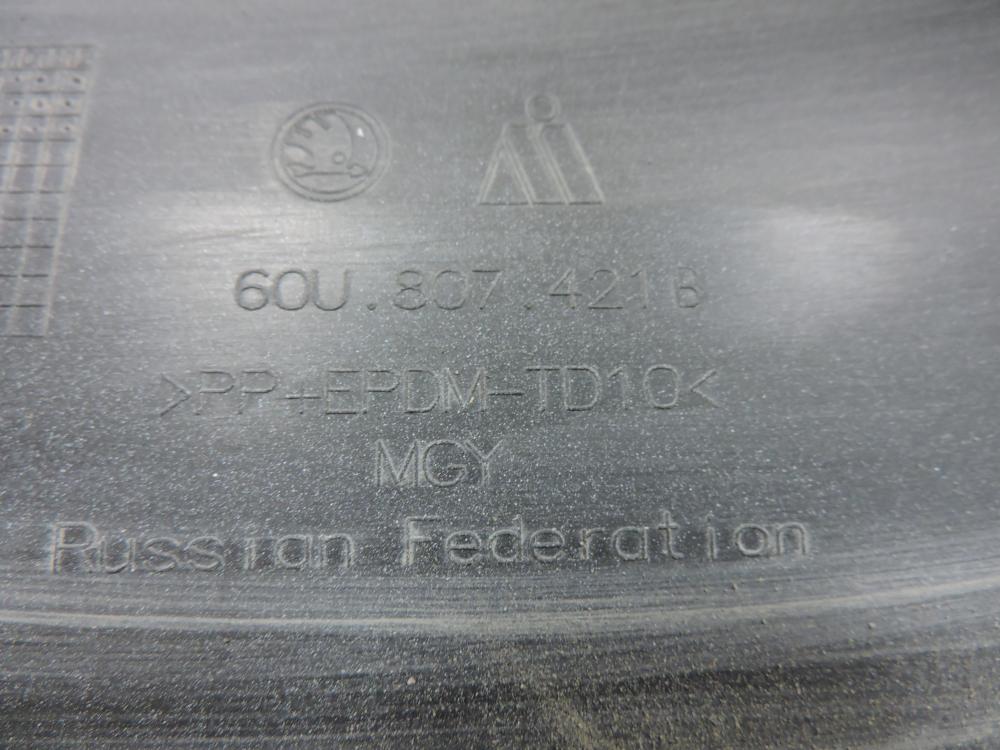 60U.807.421B
>PP+EPDM-TD10<
MGY
Russian Federation